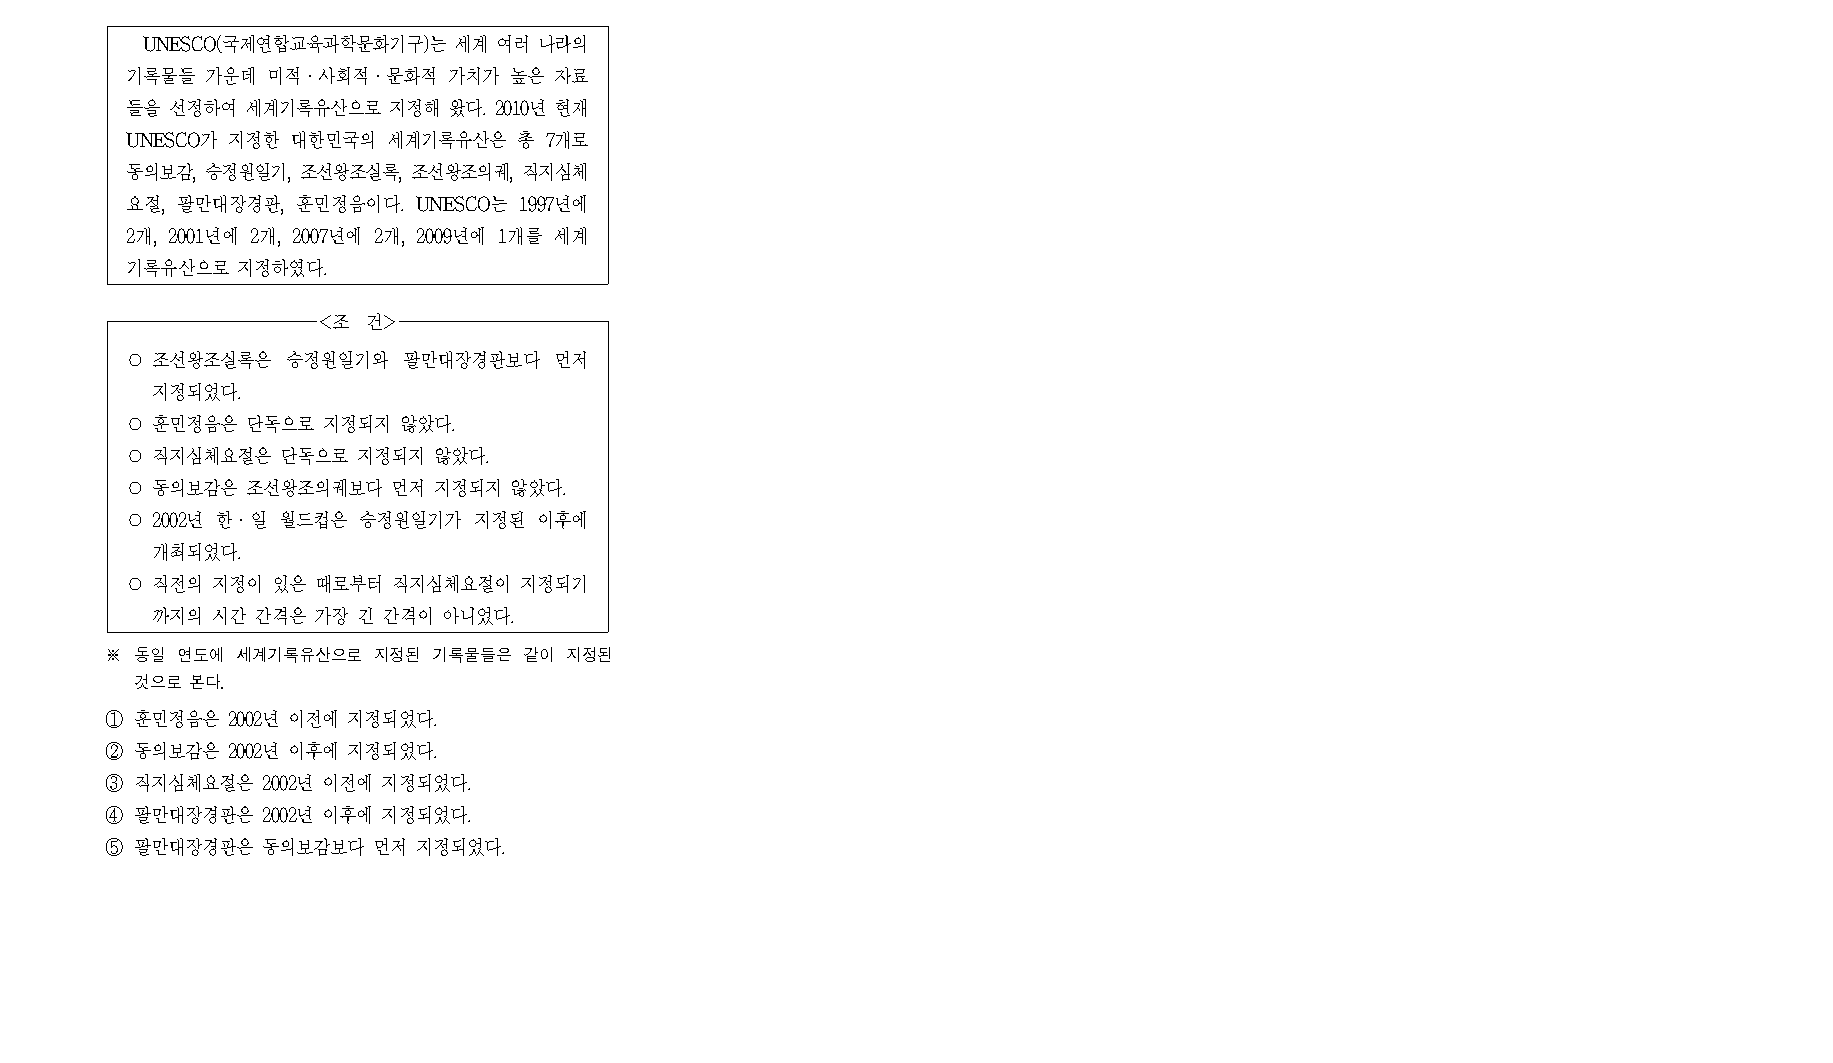 UNESCO(국제연합교육과학문화기구)는 세계 여러 나라의
기록물들 가운데 미적·사회적·문화적 가치가 높은 자료
들을 선정하여 세계기록유산으로 지정해 왔다. 2010년 현재
UNESCO가 지정한 대한민국의 세계기록유산은 총 7개로
동의보감, 승정원일기, 조선왕조실록, 조선왕조의궤, 직지심체
요절, 팔만대장경판, 훈민정음이다. UNESCO는 1997년에
2개, 2001년에 2개, 2007년에 2개, 2009년에 1개를 세계
기록유산으로 지정하였다.
<조 건>
○ 조선왕조실록은 승정원일기와 팔만대장경판보다 먼저
지정되었다.
○ 훈민정음은 단독으로 지정되지 않았다.
○ 직지심체요절은 단독으로 지정되지 않았다.
○ 동의보감은 조선왕조의궤보다 먼저 지정되지 않았다.
○ 2002년 한·일 월드컵은 승정원일기가 지정된 이후에
개최되었다.
○ 직전의 지정이 있은 때로부터 직지심체요절이 지정되기
까지의 시간 간격은 가장 긴 간격이 아니었다.
※ 동일 연도에 세계기록유산으로 지정된 기록물들은 같이 지정된
것으로 본다.
① 훈민정음은 2002년 이전에 지정되었다.
② 동의보감은 2002년 이후에 지정되었다.
③ 직지심체요절은 2002년 이전에 지정되었다.
④ 팔만대장경판은 2002년 이후에 지정되었다.
⑤ 팔만대장경판은 동의보감보다 먼저 지정되었다.